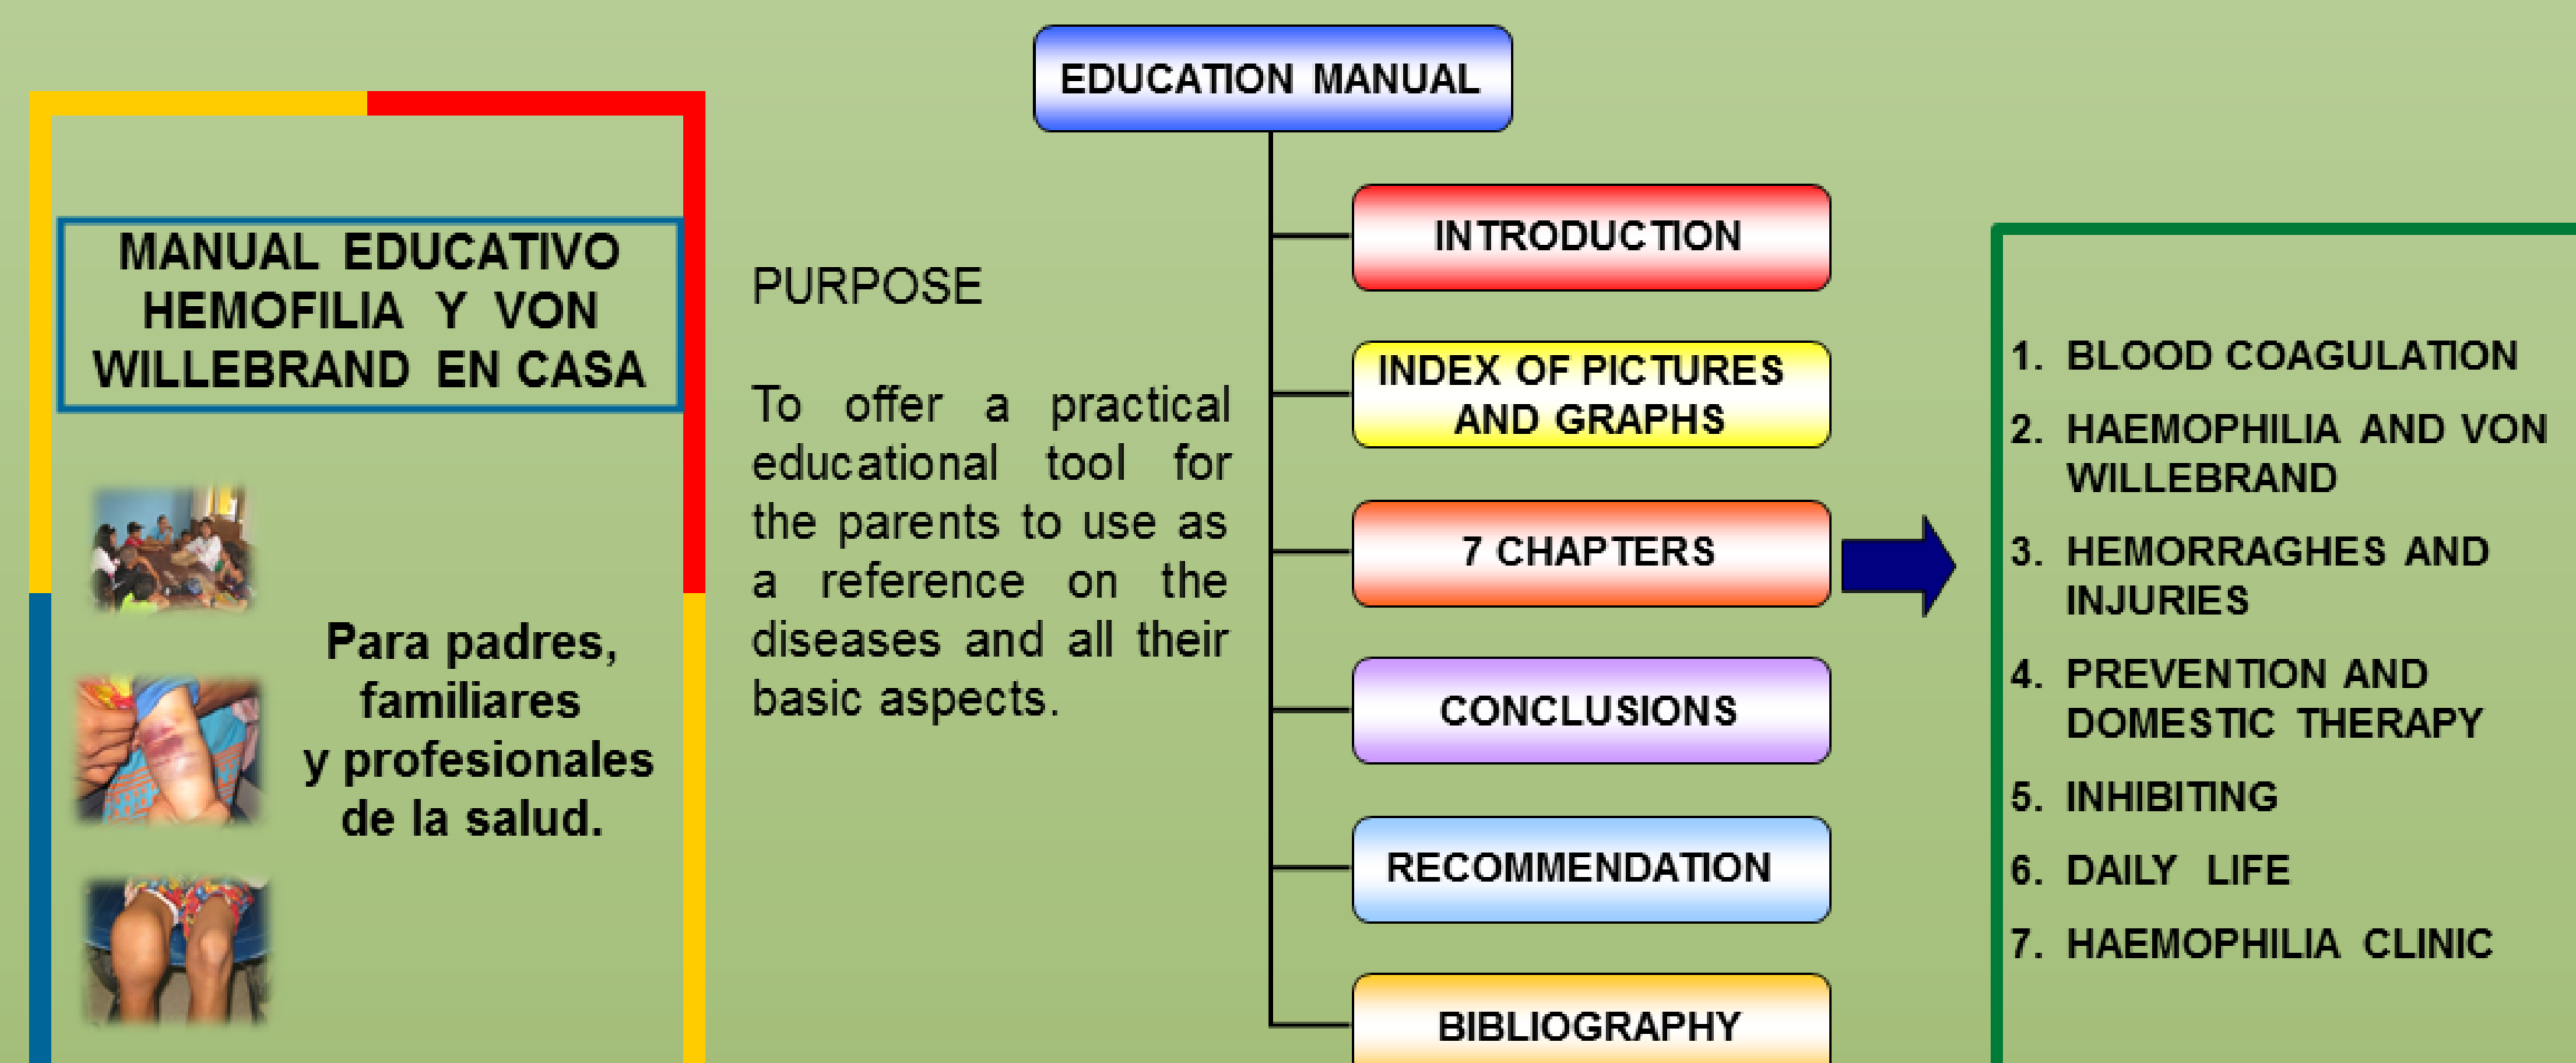 MANUAL EDUCATIVO
HEMOFILIA Y VON
WILLEBRAND EN CASA
Para padres,
familiares
y profesionales
de la salud.
PURPOSE
To offer a practical
educational tool for
the parents to use as
a reference on the
diseases and all their
basic aspects.
EDUCATION MANUAL
INTRODUCTION
INDEX OF PICTURES
AND GRAPHS
7 CHAPTERS
CONCLUSIONS
RECOMMENDATION
BIBLIOGRAPHY
1. BLOOD COAGULATION
2. HAEMOPHILIA AND VON
WILLEBRAND
3. HEMORRAGHES AND
INJURIES
4. PREVENTION AND
DOMESTIC THERAPY
5. INHIBITING
6. DAILY LIFE
7. HAEMOPHILIA CLINIC